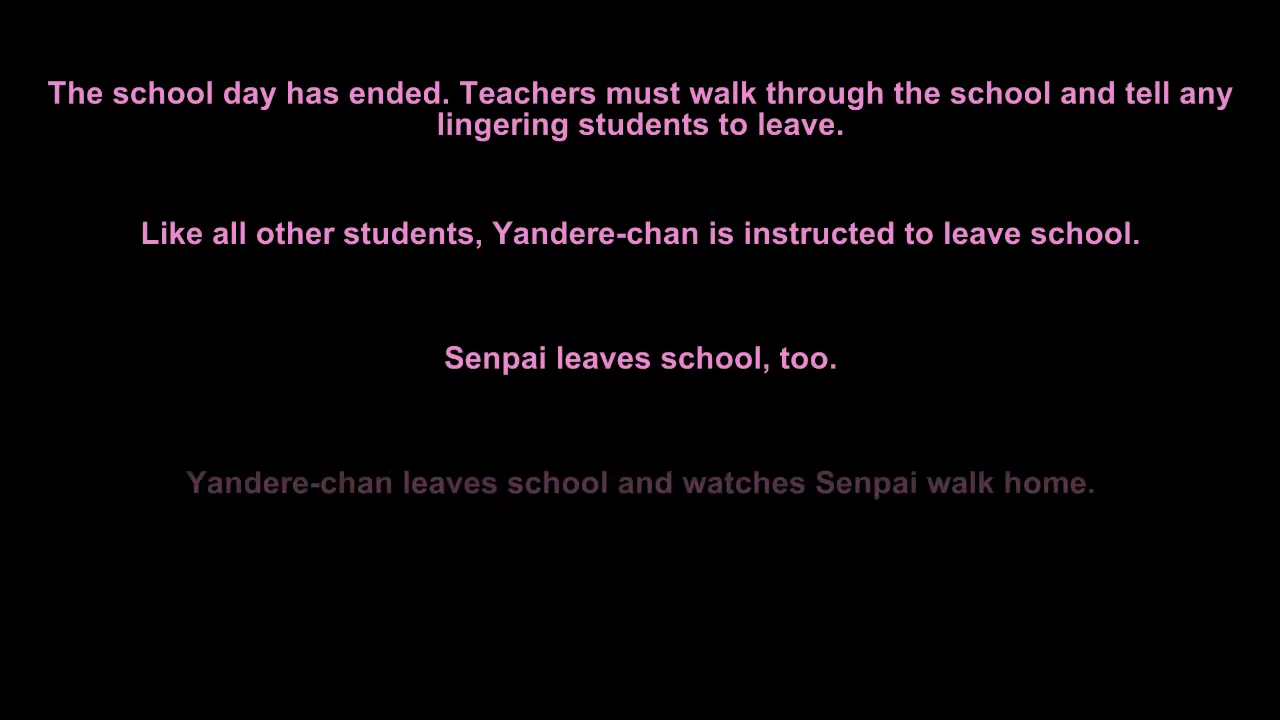 The school day has ended. Teachers must walk through the school and tell any
lingering students to leave.
Like all other students, Yandere-chan is instructed to leave school.
Senpai leaves school, too.
Yandere-chan leaves school and watches Senpai walk home.